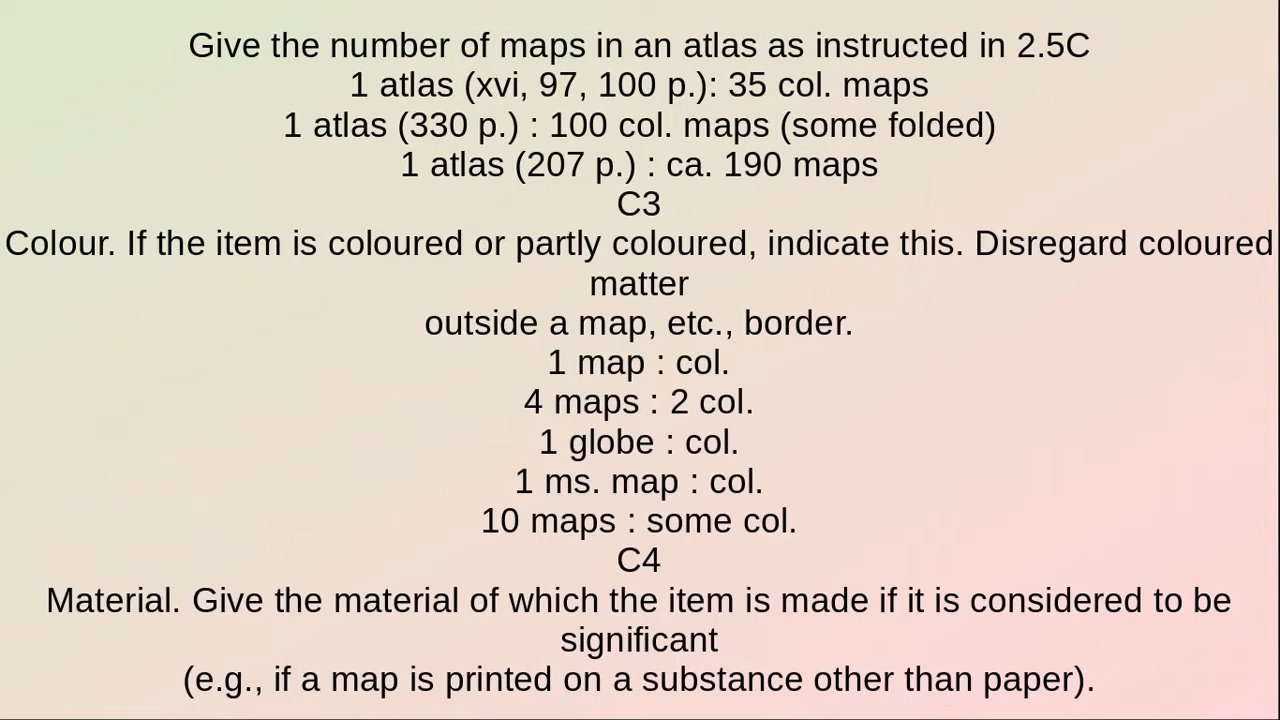 Give the number of maps in an atlas as instructed in 2.5C
1 atlas (xvi, 97, 100 p.): 35 col. maps
1 atlas (330 p.) : 100 col. maps (some folded)
1 atlas (207 p.) : ca. 190 maps
C3
Colour. If the item is coloured or partly coloured, indicate this. Disregard coloured
matter
outside a map, etc., border.
1 map : col.
4 maps : 2 col.
1 globe : col.
1 ms. map : col.
10 maps : some col.
C4
Material. Give the material of which the item is made if it is considered to be
significant
(e.g., if a map is printed on a substance other than paper).